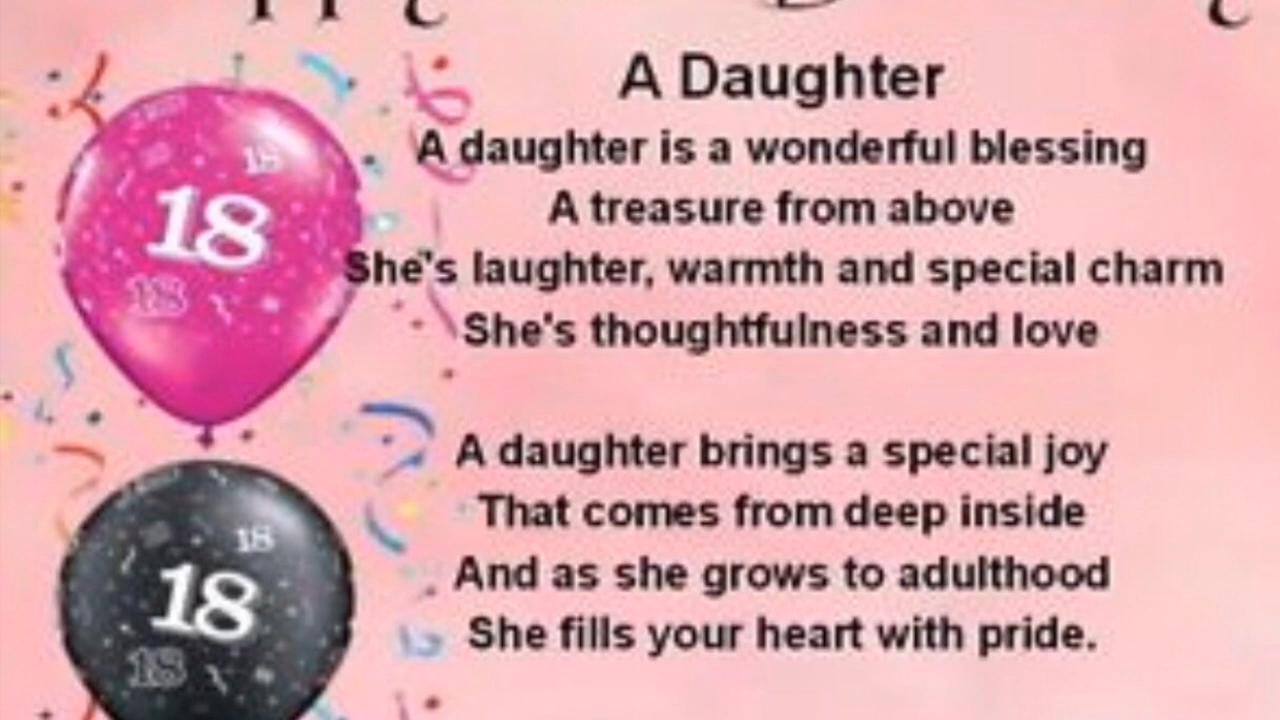 A Daughter
A daughter is a wonderful blessing
A treasure from above
She's laughter, warmth and special charm
She's thoughtfulness and love
A daughter brings a special joy
That comes from deep inside
And as she grows to adulthood
She fills your heart with pride.
18
18
18
18
18
18